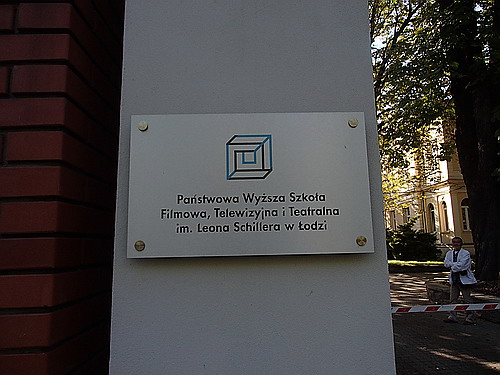 Państwowa Wyższa Szkoła
Filmowa, Telewizyjna i Teatralna
im. Leona Schillera w Łodzi